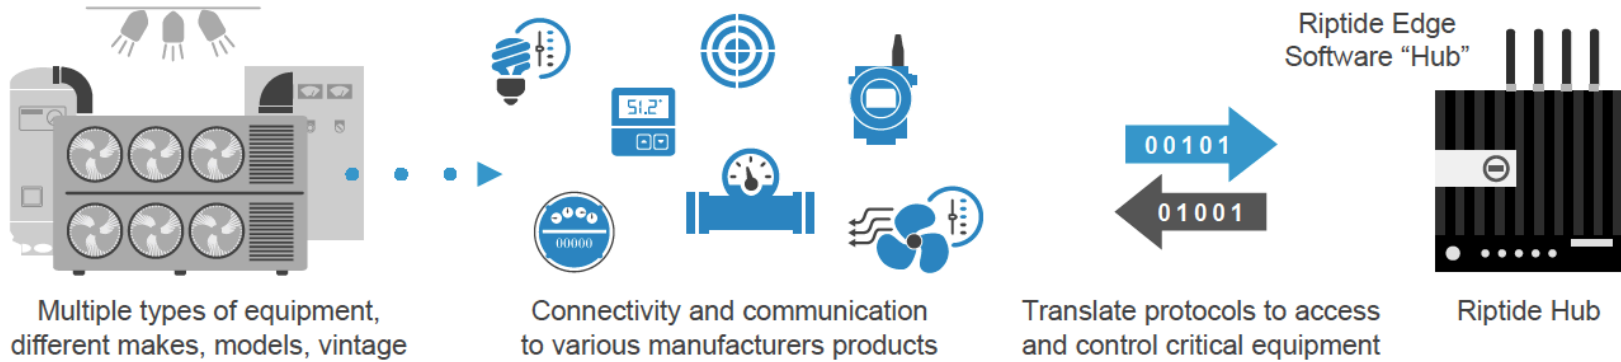 Riptide Edge
Software “Hub”
51.2°
00101
01001
00000
Multiple types of equipment,
different makes, models, vintage
Connectivity and communication
to various manufacturers products
Translate protocols to access
and control critical equipment
Riptide Hub